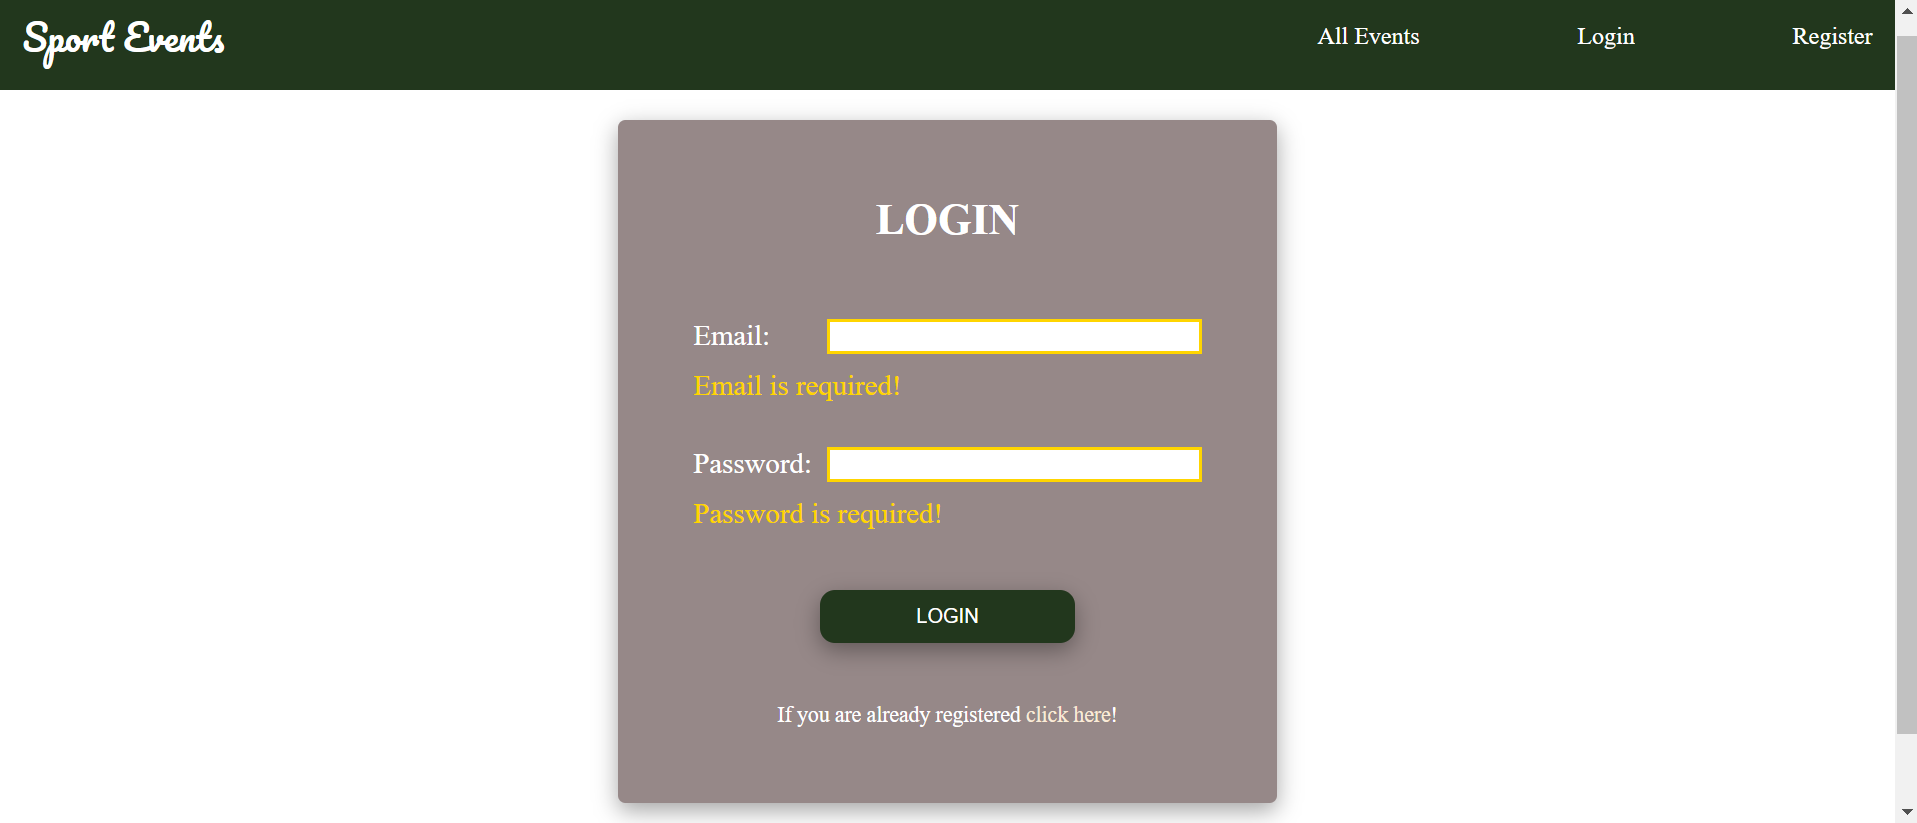 Sport Events
All Events
Login
Register
LOGIN
Email:
Email is required!
Password:
Password is required!
LOGIN
If you are already registered click here!